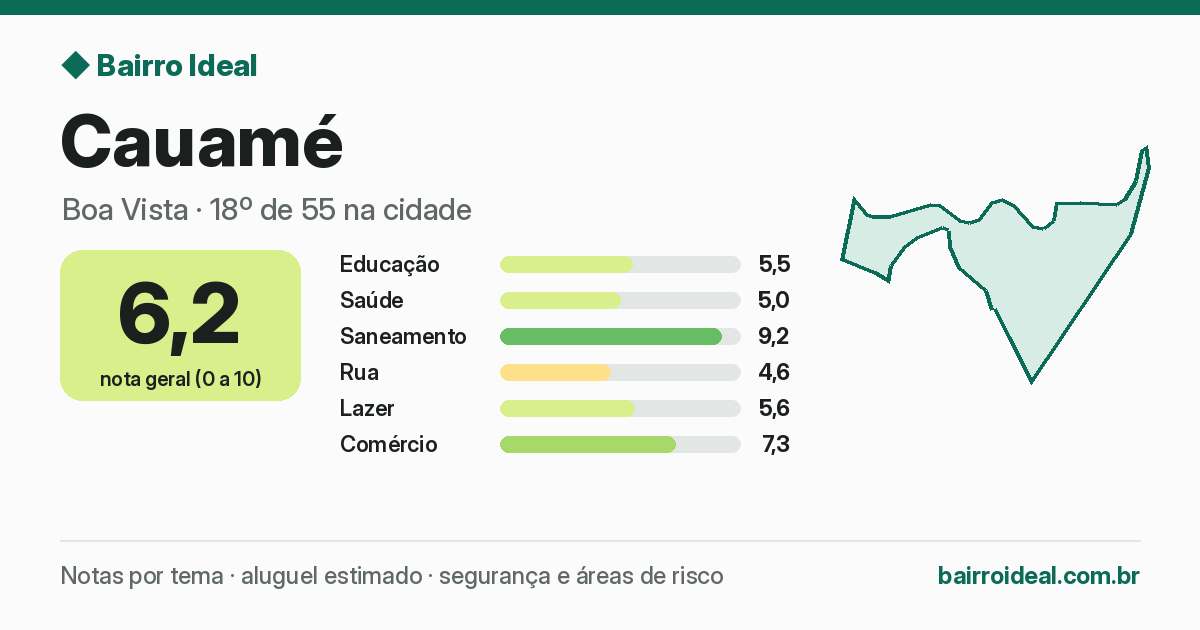 Bairro Ideal
Cauamé
Boa Vista · 18º de 55 na cidade
6,2
nota geral (0 a 10)
Educação 5,5
Saúde 5,0
Saneamento 9,2
Rua 4,6
Lazer 5,6
Comércio 7,3
Notas por tema · aluguel estimado · segurança e áreas de risco
bairroideal.com.br